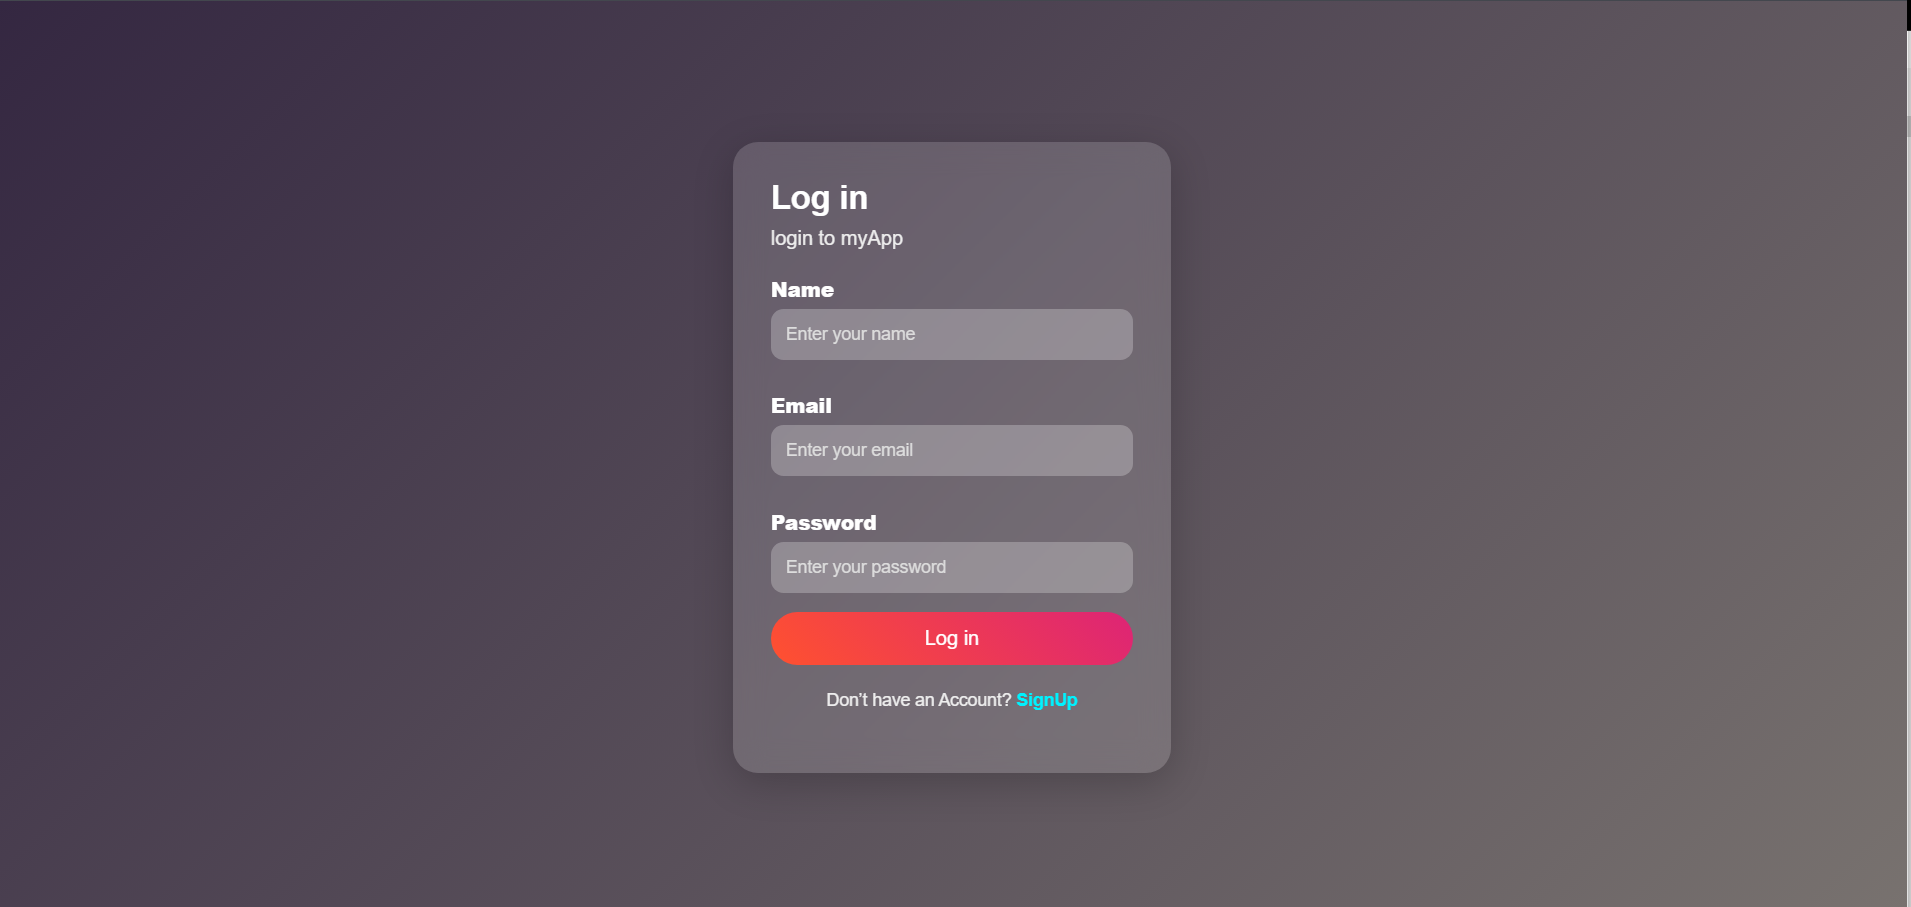 Log in
login to myApp
Name
Enter your name
Email
Enter your email
Password
Enter your password
Log in
Don't have an Account? SignUp